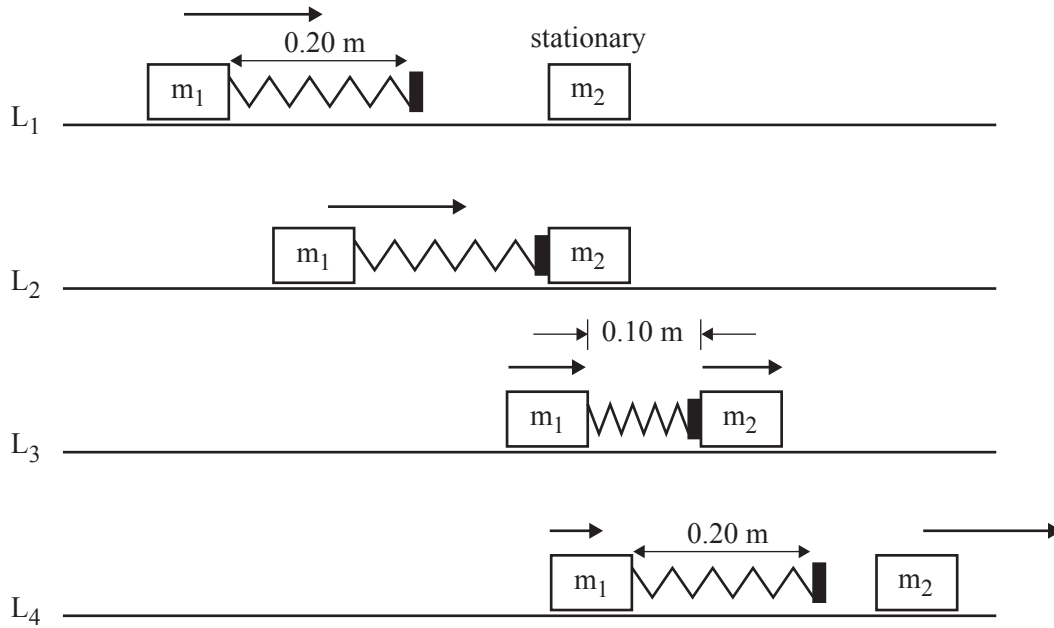 0.20 m
stationary
m₁
m₂
L₁
m₁
m₂
L₂
0.10 m
m₁
m₂
L₃
0.20 m
m₁
m₂
L₄